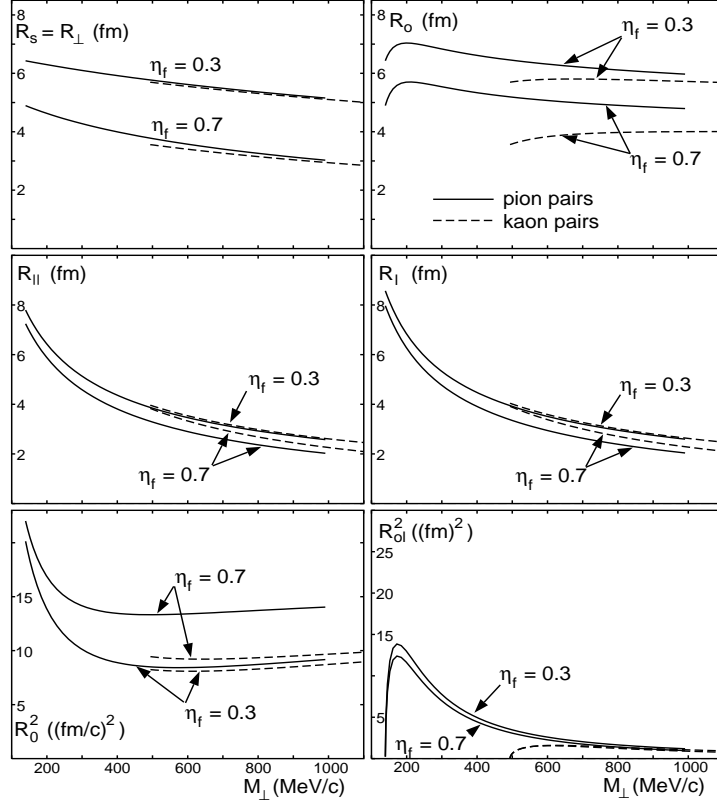 R_s = R_⊥ (fm)
η_f = 0.3
η_f = 0.7
8
6
4
2
R_o (fm)
η_f = 0.3
η_f = 0.7
pion pairs
kaon pairs
8
6
4
2
R_|| (fm)
η_f = 0.3
η_f = 0.7
8
6
4
2
R_l (fm)
η_f = 0.3
η_f = 0.7
8
6
4
2
η_f = 0.7
η_f = 0.3
R_0^2 ((fm/c)^2)
15
10
5
200 400 600 800 1000
M_⊥ (MeV/c)
R_ol^2 ((fm)^2)
η_f = 0.3
η_f = 0.7
25
20
15
10
5
200 400 600 800 1000
M_⊥ (MeV/c)